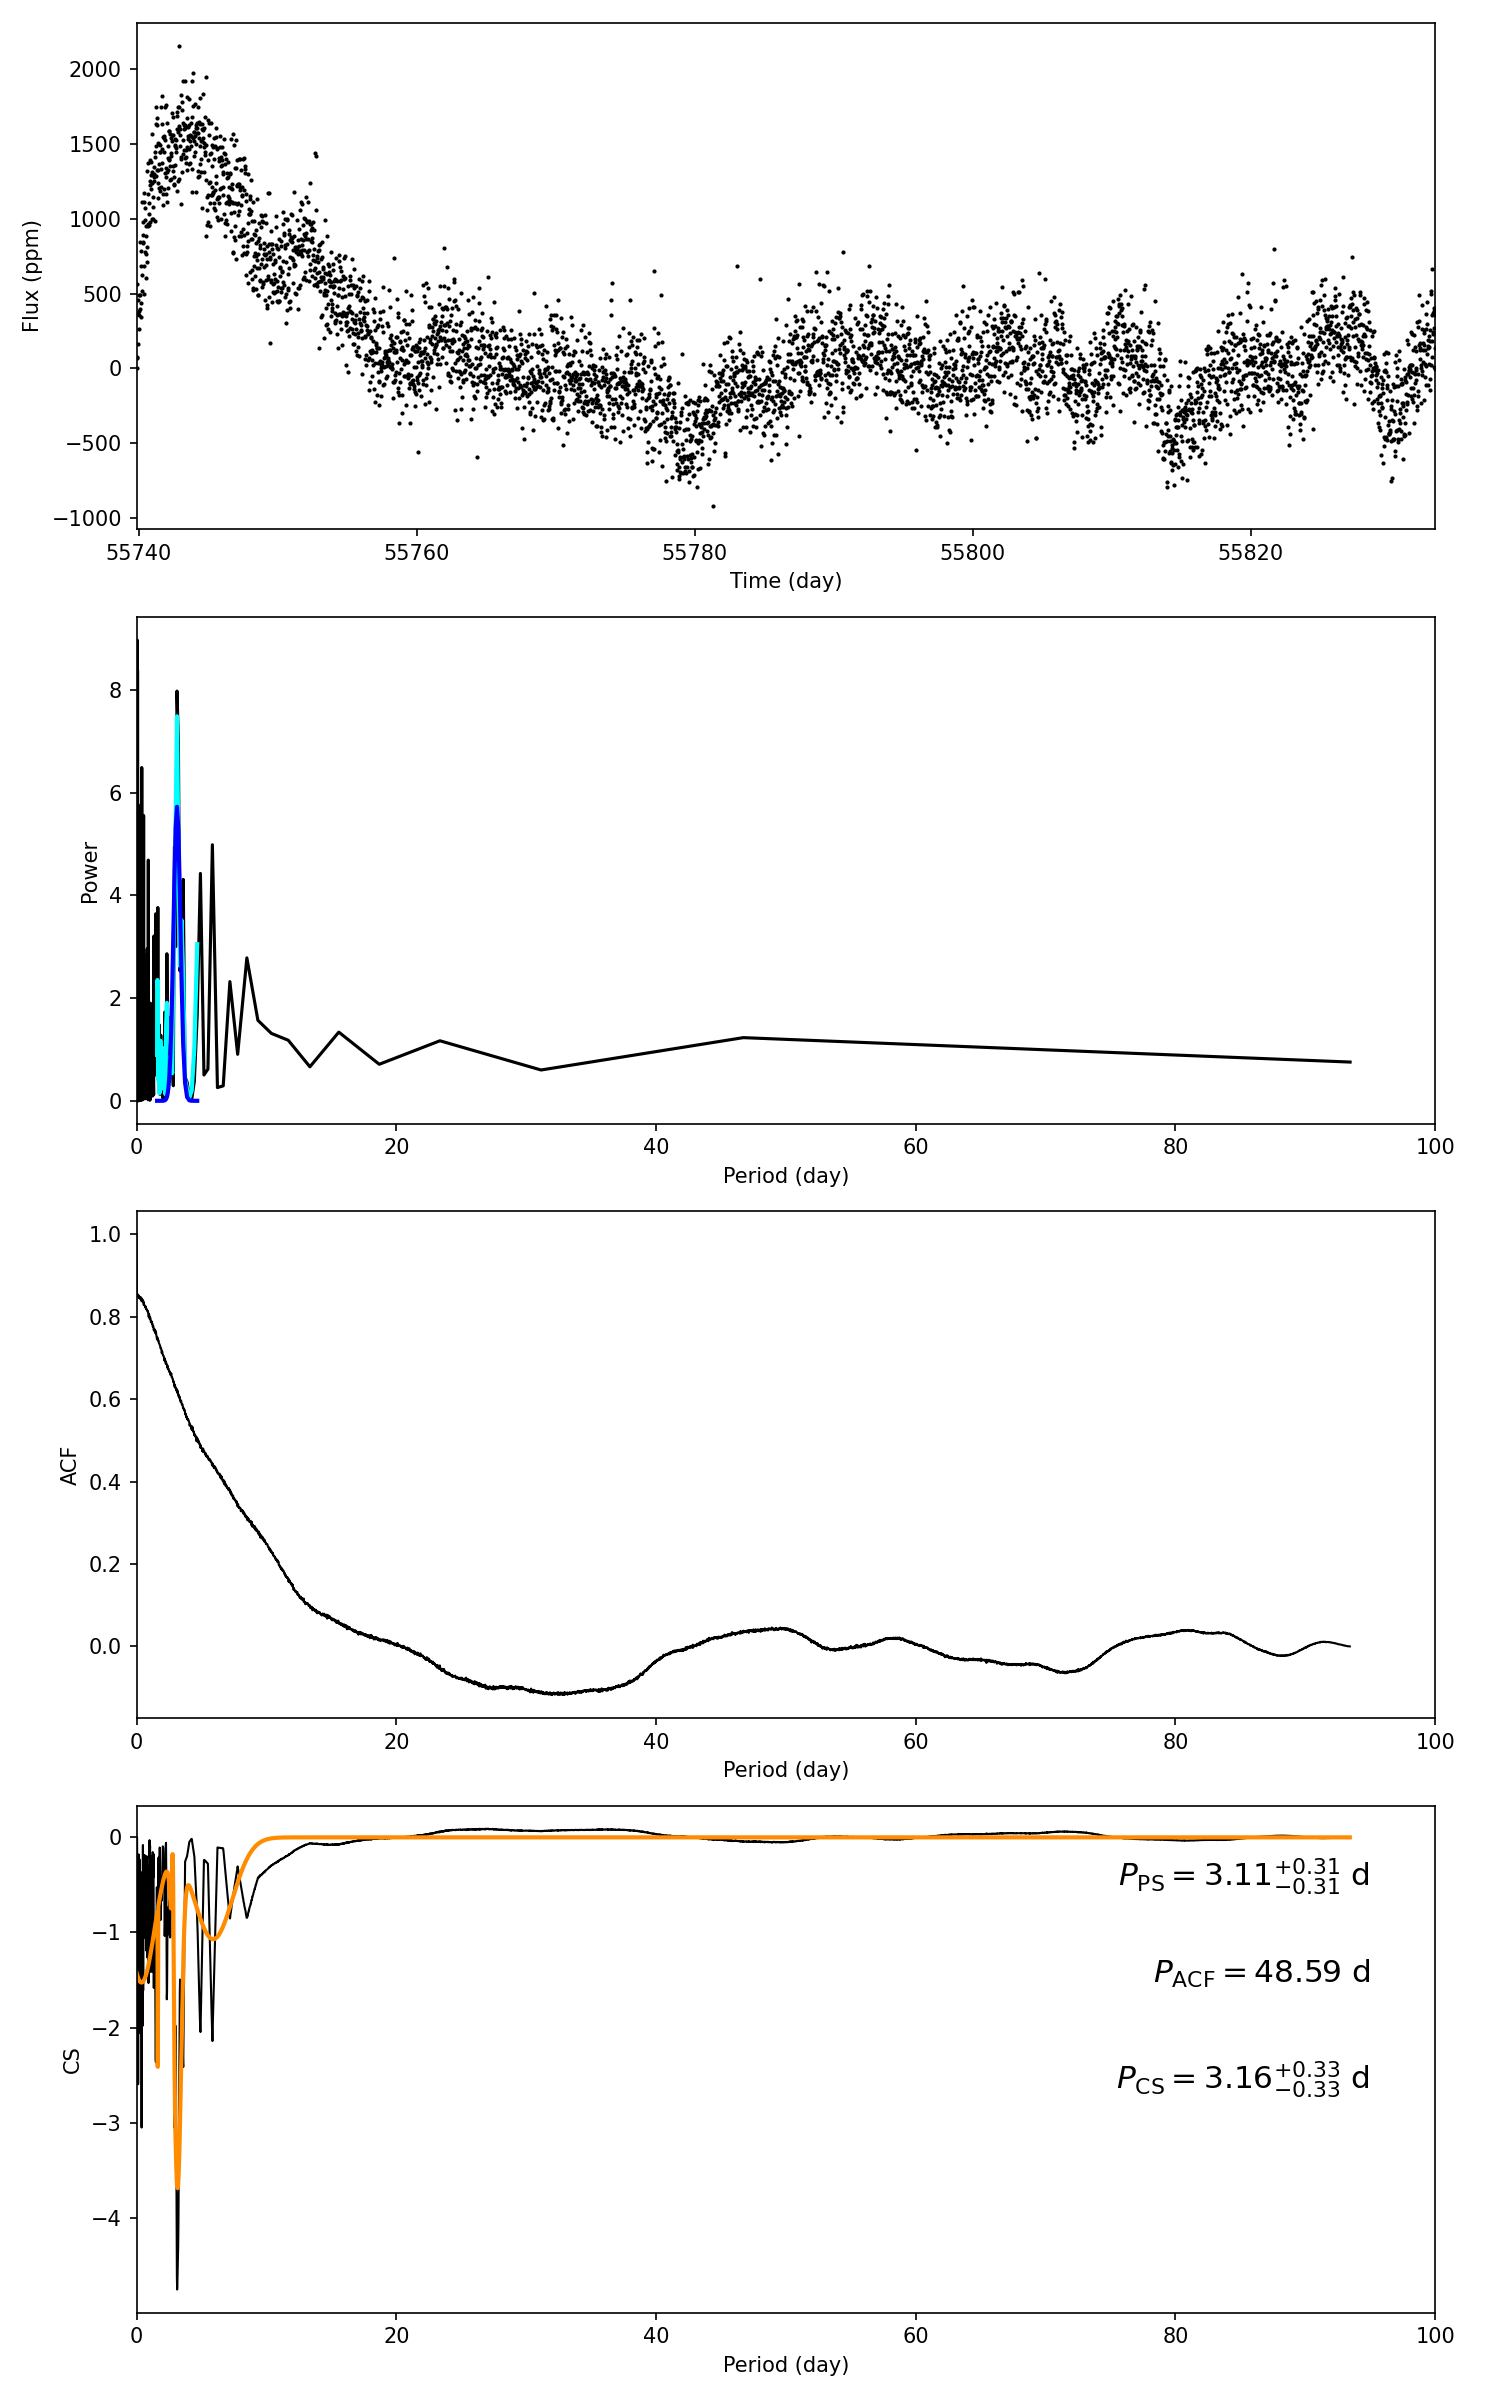 2000
1500
1000
500
0
−500
−1000
Flux (ppm)
55740 55760 55780 55800 55820
Time (day)
8
6
4
2
0
Power
0 20 40 60 80 100
Period (day)
1.0
0.8
0.6
0.4
0.2
0.0
ACF
0 20 40 60 80 100
Period (day)
0
−1
−2
−3
−4
CS
P_PS = 3.11^{+0.31}_{−0.31} d
P_ACF = 48.59 d
P_CS = 3.16^{+0.33}_{−0.33} d
0 20 40 60 80 100
Period (day)